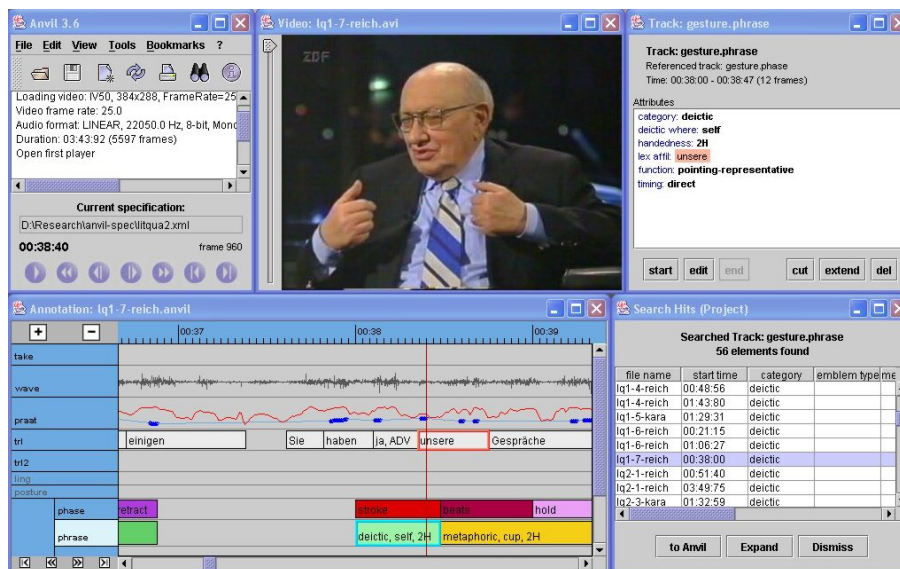 Anvil 3.6
File Edit View Tools Bookmarks ?
Loading video: IV50, 384x288, FrameRate=25
Video frame rate: 25.0
Audio format: LINEAR, 22050.0 Hz, 8-bit, Mono
Duration: 03:43:92 (5597 frames)
Open first player
Current specification:
D:\Research\anvil-spec\litqua2.xml
00:38:40 frame 960
Video: lq1-7-reich.avi
ZDF
Track: gesture.phrase
Track: gesture.phrase
Referenced track: gesture.phase
Time: 00:38:00 - 00:38:47 (12 frames)
Attributes
category: deictic
deictic where: self
handedness: 2H
lex affil: unsere
function: pointing-representative
timing: direct
start edit end cut extend del
Annotation: lq1-7-reich.anvil
+ - 00:37 00:38 00:39
take
wave
praat
trl einigen Sie haben ja, ADV unsere Gespräche
trl2
ling
posture
phase retract stroke beats hold
phrase deictic, self, 2H metaphoric, cup, 2H
Search Hits (Project)
Searched Track: gesture.phrase
56 elements found
file name start time category emblem type me
lq1-4-reich 00:48:56 deictic
lq1-4-reich 01:43:80 deictic
lq1-5-kara 01:29:31 deictic
lq1-6-reich 00:21:15 deictic
lq1-6-reich 01:06:27 deictic
lq1-7-reich 00:38:00 deictic
lq2-1-reich 00:51:40 deictic
lq2-1-reich 03:49:75 deictic
lq2-3-kara 01:32:59 deictic
to Anvil Expand Dismiss